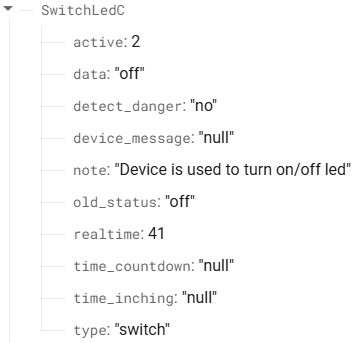 SwitchLedC
active: 2
data: "off"
detect_danger: "no"
device_message: "null"
note: "Device is used to turn on/off led"
old_status: "off"
realtime: 41
time_countdown: "null"
time_inching: "null"
type: "switch"